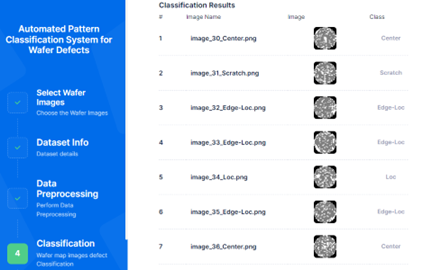 Automated Pattern
Classification System for
Wafer Defects
Select Wafer
Images
Choose the Wafer Images
Dataset Info
Dataset details
Data
Preprocessing
Perform Data
Preprocessing
4
Classification
Wafer map images defect
Classification
Classification Results
# Image Name Image Class
1 image_30_Center.png Center
2 image_31_Scratch.png Scratch
3 image_32_Edge-Loc.png Edge-Loc
4 image_33_Edge-Loc.png Edge-Loc
5 image_34_Loc.png Loc
6 image_35_Edge-Loc.png Edge-Loc
7 image_36_Center.png Center